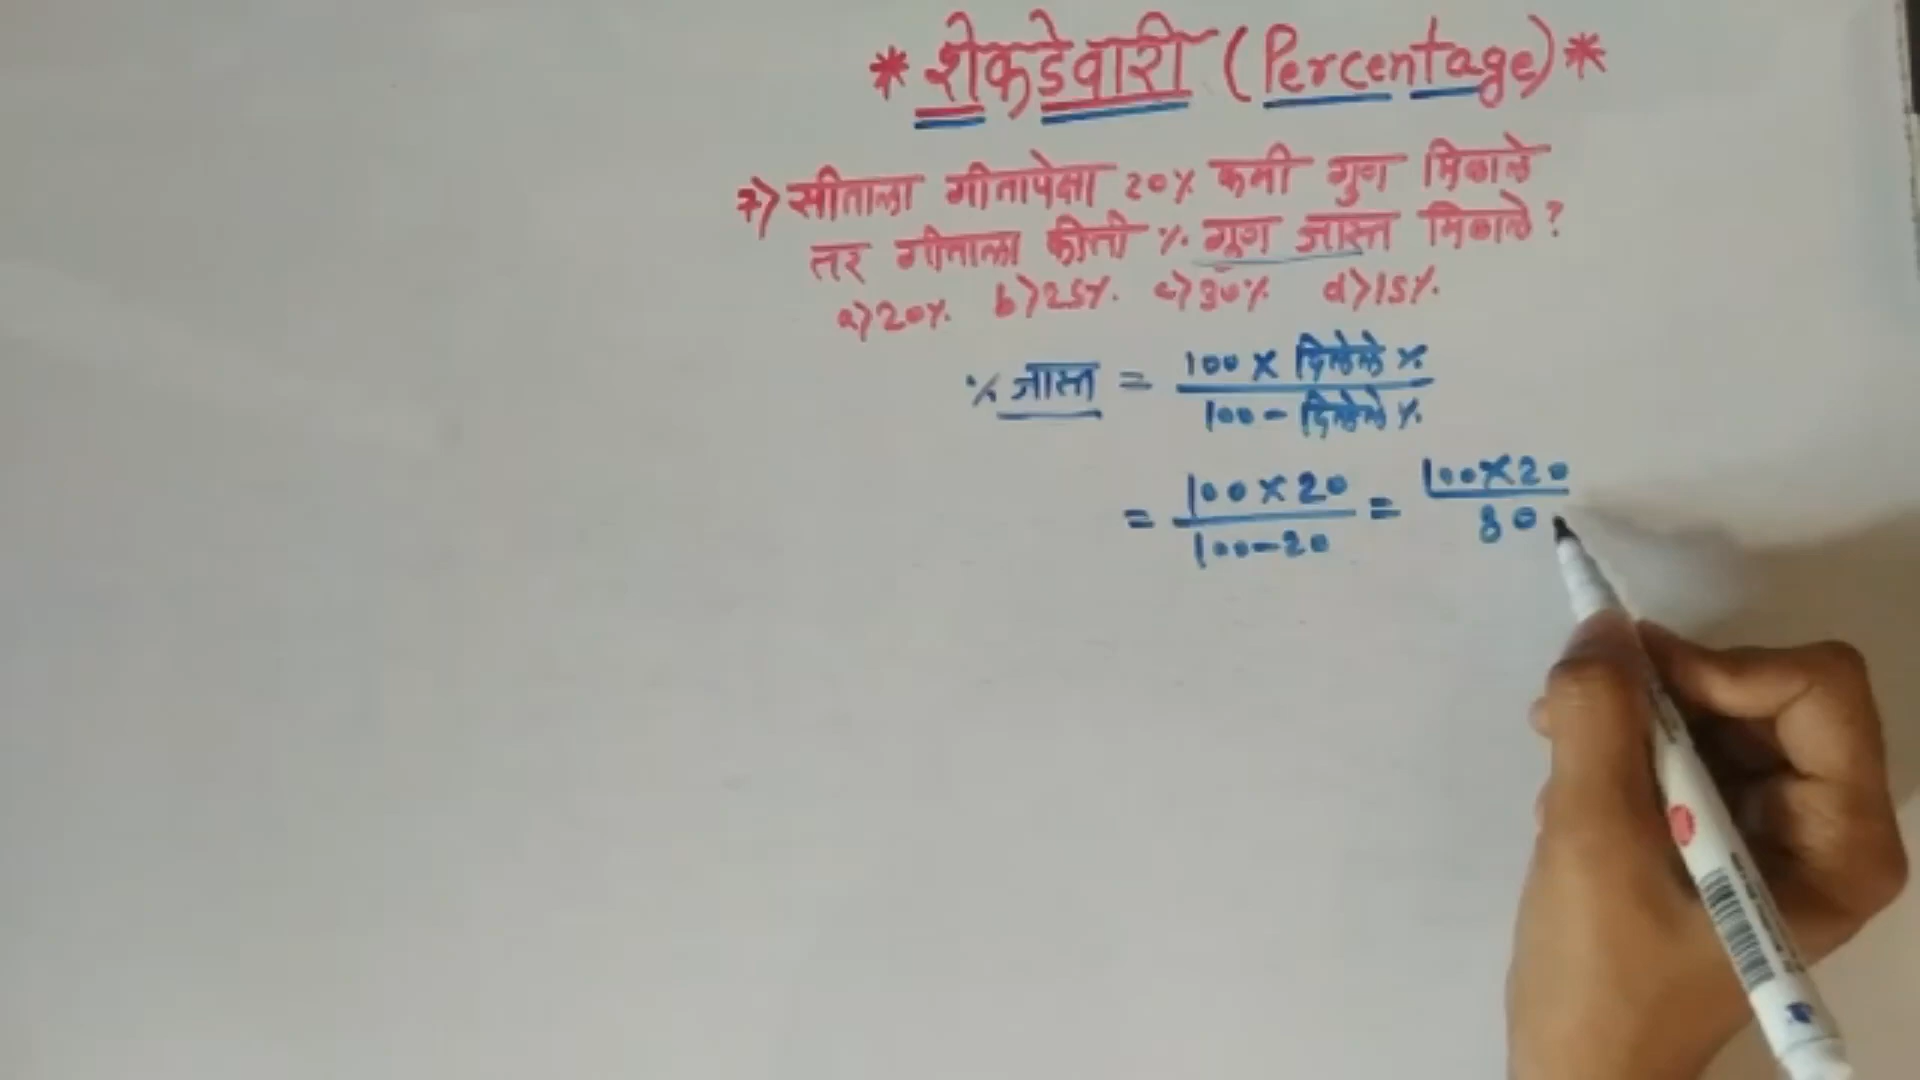 * शेकडेवारी (Percentage) *
7) सीताला गीतापेक्षा 20% कमी गुण मिळाले
तर गीताला कीती % गुण जास्त मिळाले ?
a) 20% b) 25% c) 30% d) 15%
% जास्त = 100 × दिलेले % / 100 - दिलेले %
= 100 × 20 / 100 - 20 = 100 × 20 / 80